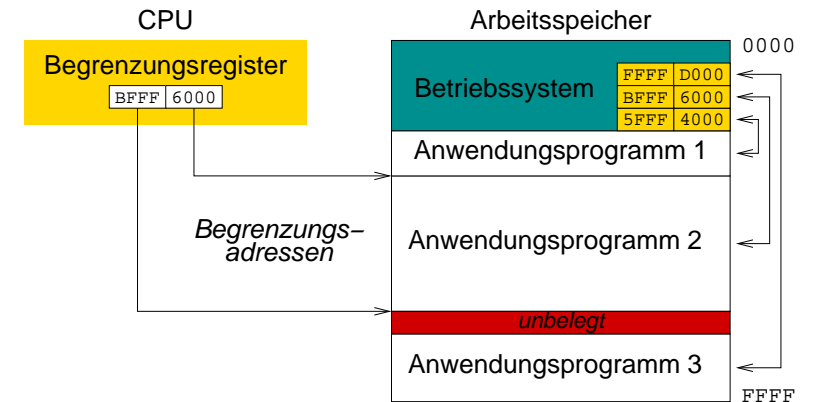 CPU
Arbeitsspeicher
0000
Begrenzungsregister
BFFF 6000
Betriebssystem
FFFF D000
BFFF 6000
5FFF 4000
Anwendungsprogramm 1
Begrenzungs-
adressen
Anwendungsprogramm 2
unbelegt
Anwendungsprogramm 3
FFFF